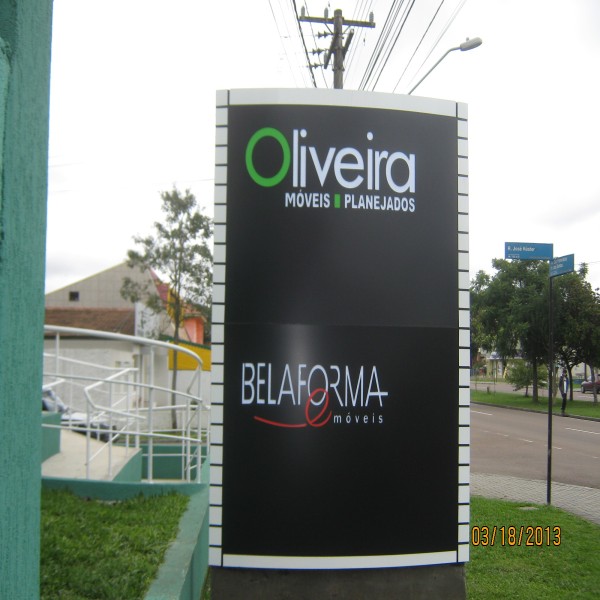 Oliveira
MÓVEIS PLANEJADOS
BELAFORMA
móveis
03/18/2013